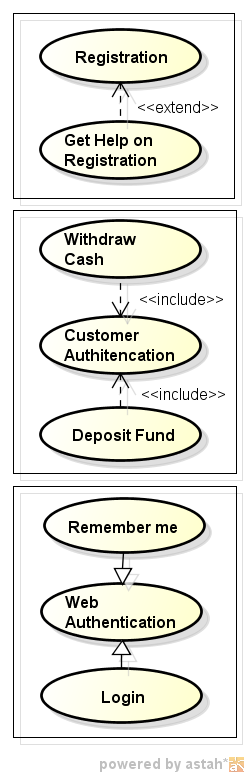 Registration
<<extend>>
Get Help on
Registration
Withdraw
Cash
<<include>>
Customer
Authitencation
<<include>>
Deposit Fund
Remember me
Web
Authentication
Login
powered by astah*